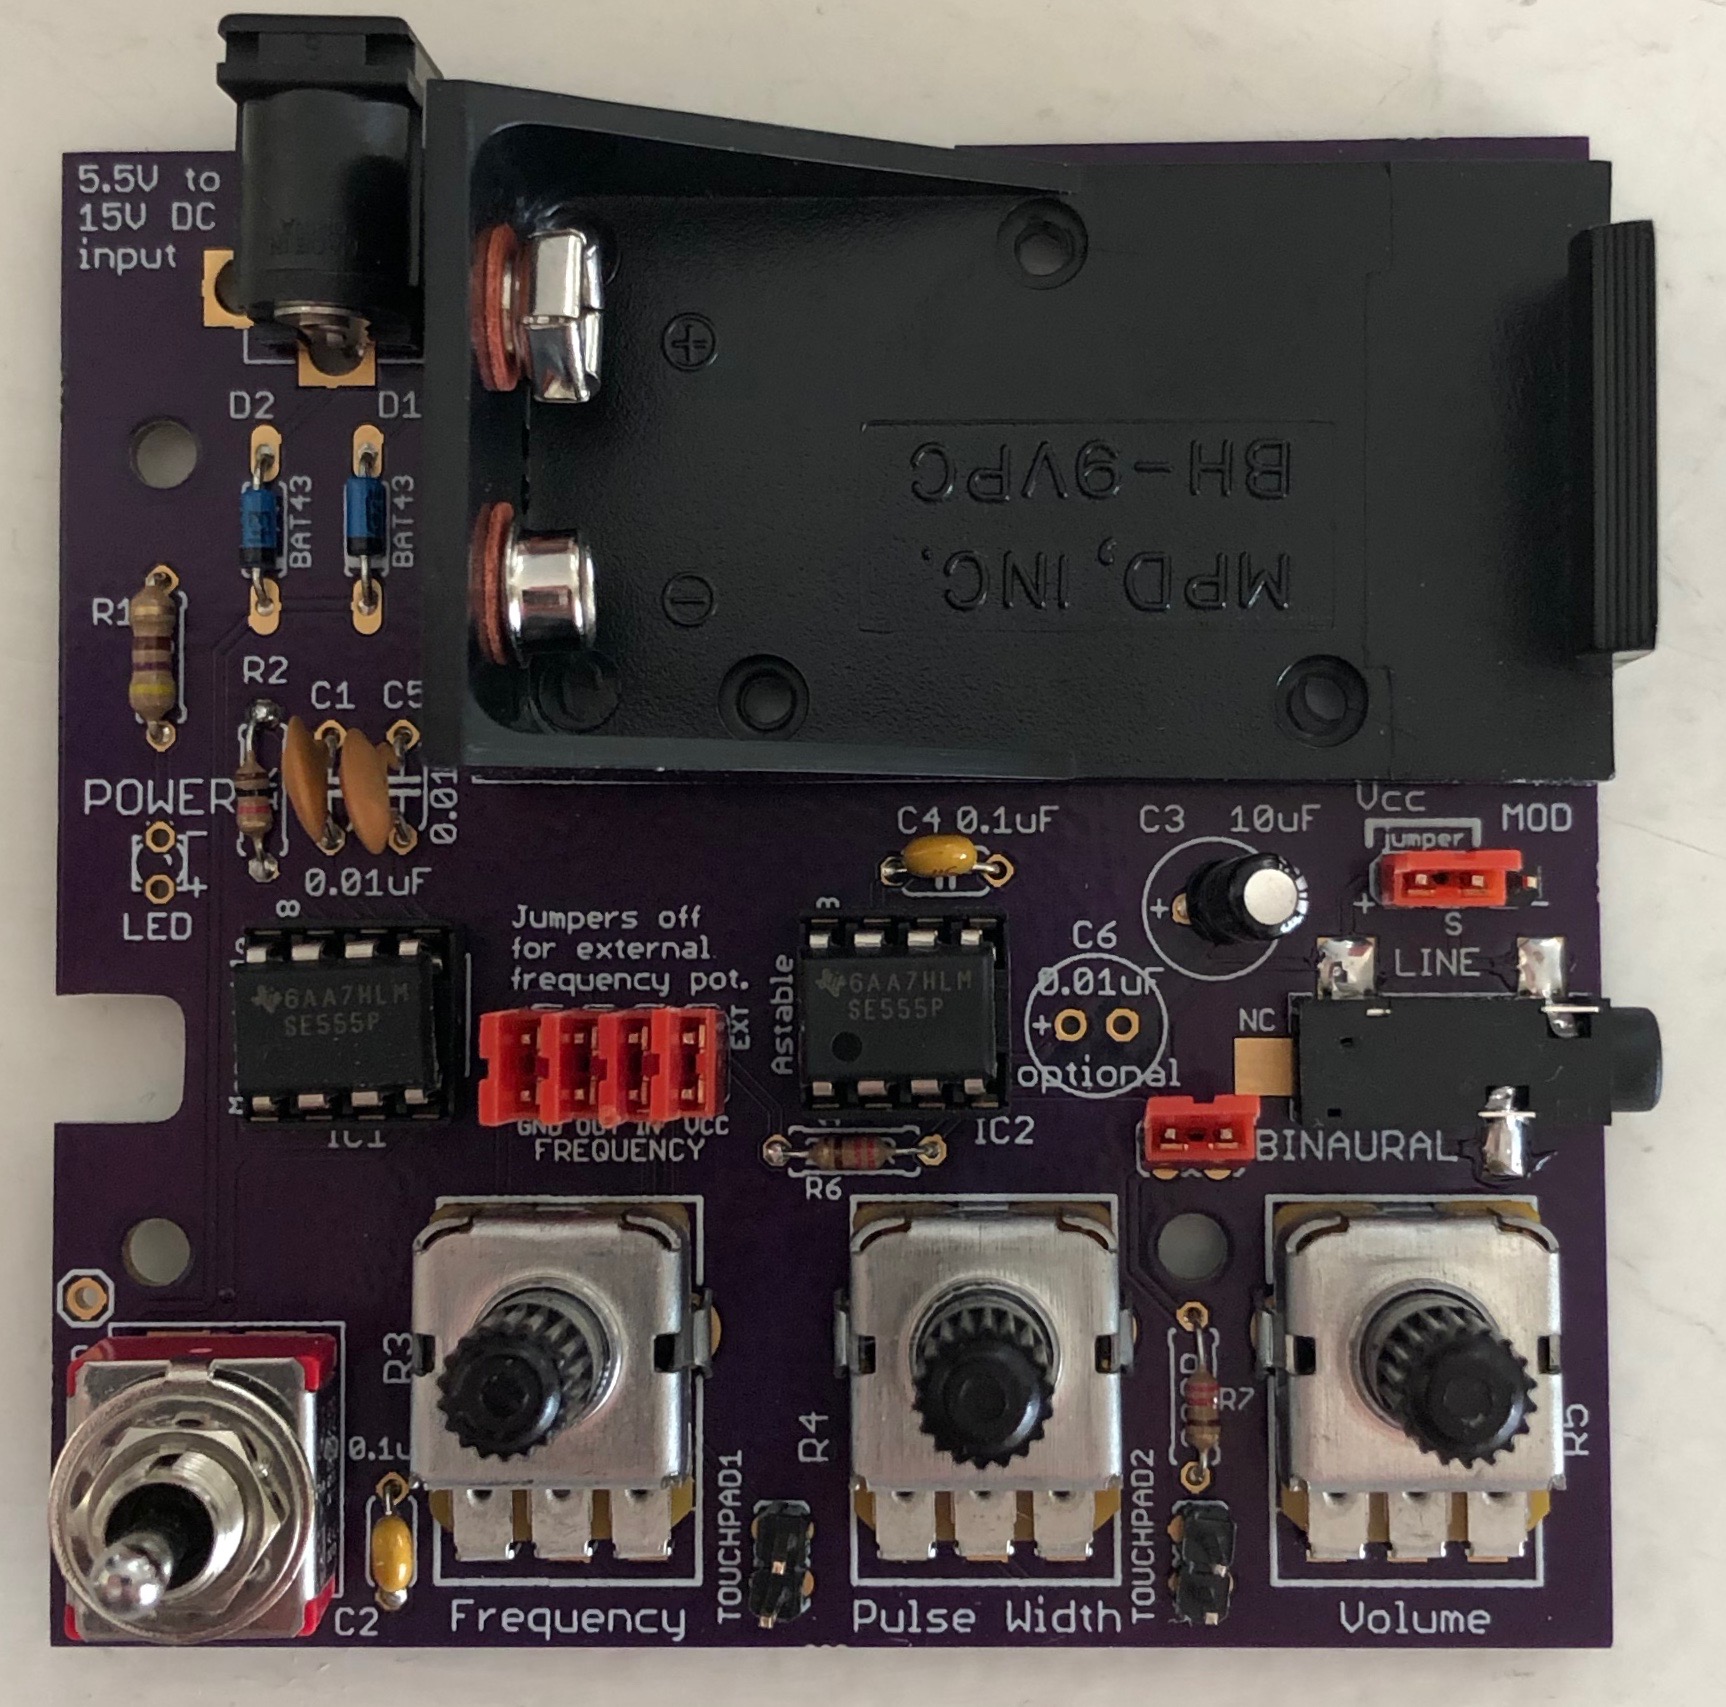 5.5V to
15V DC
input
D2
D1
BAT43
BAT43
BH-9VPC
MPD, INC.
+
−
R1
R2
C1
C5
0.01
0.01uF
POWER
+
LED
8
C4 0.1uF
C3
10uF
Vcc
jumper
MOD
+
S
LINE
NC
Jumpers off
for external
frequency pot.
EXT
GND OUT IN VCC
FREQUENCY
6AA7HLM
SE555P
IC1
Astable
6AA7HLM
SE555P
IC2
C6
0.01uF
+
optional
BINAURAL
R6
R3
R4
R7
R5
0.1u
C2
TOUCHPAD1
TOUCHPAD2
Frequency
Pulse Width
Volume